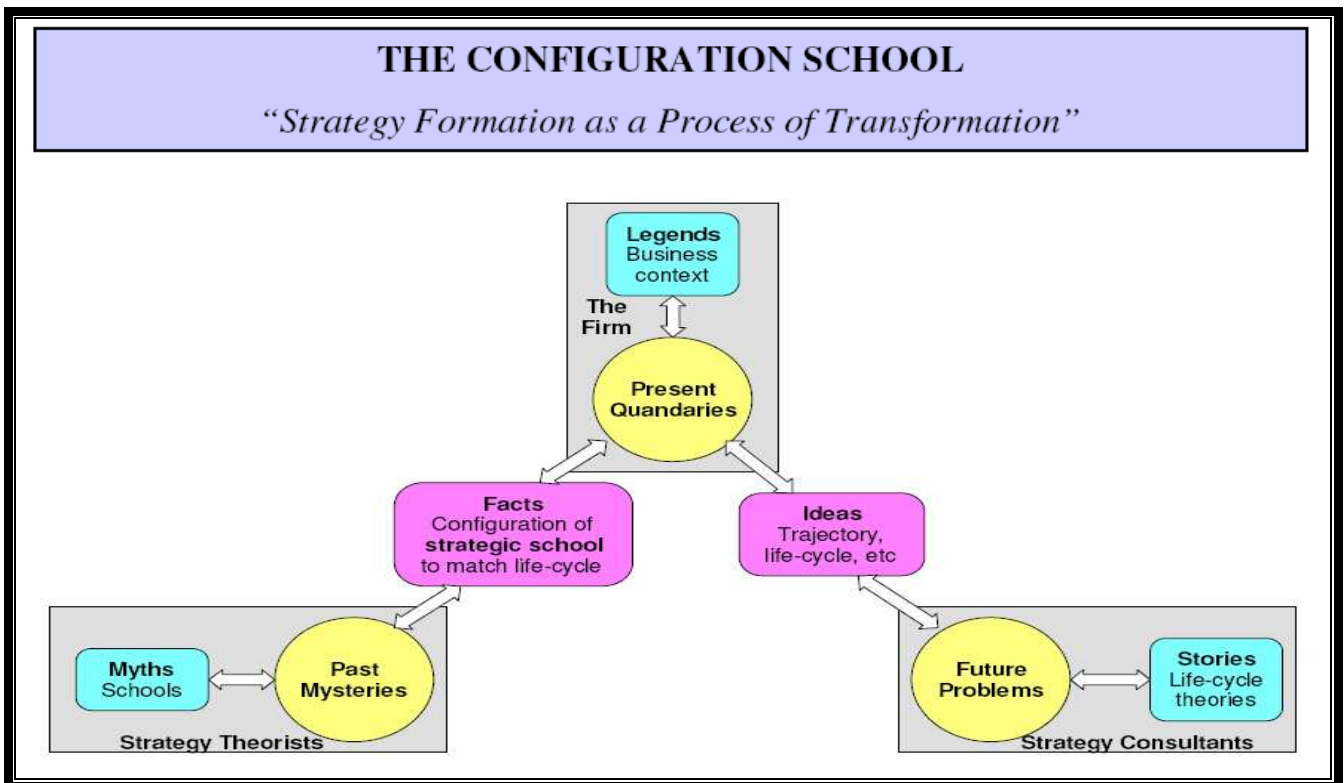 THE CONFIGURATION SCHOOL
“Strategy Formation as a Process of Transformation”
Legends
Business
context
The
Firm
Present
Quandaries
Facts
Configuration of
strategic school
to match life-cycle
Ideas
Trajectory,
life-cycle, etc
Myths
Schools
Past
Mysteries
Strategy Theorists
Future
Problems
Stories
Life-cycle
theories
Strategy Consultants